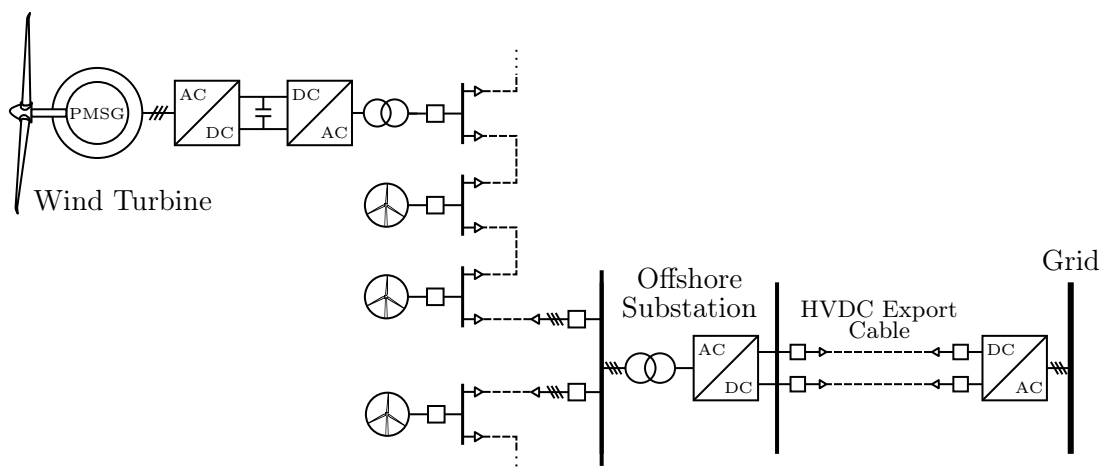 PMSG
AC
DC
DC
AC
Wind Turbine
Offshore
Substation
AC
DC
HVDC Export
Cable
DC
AC
Grid